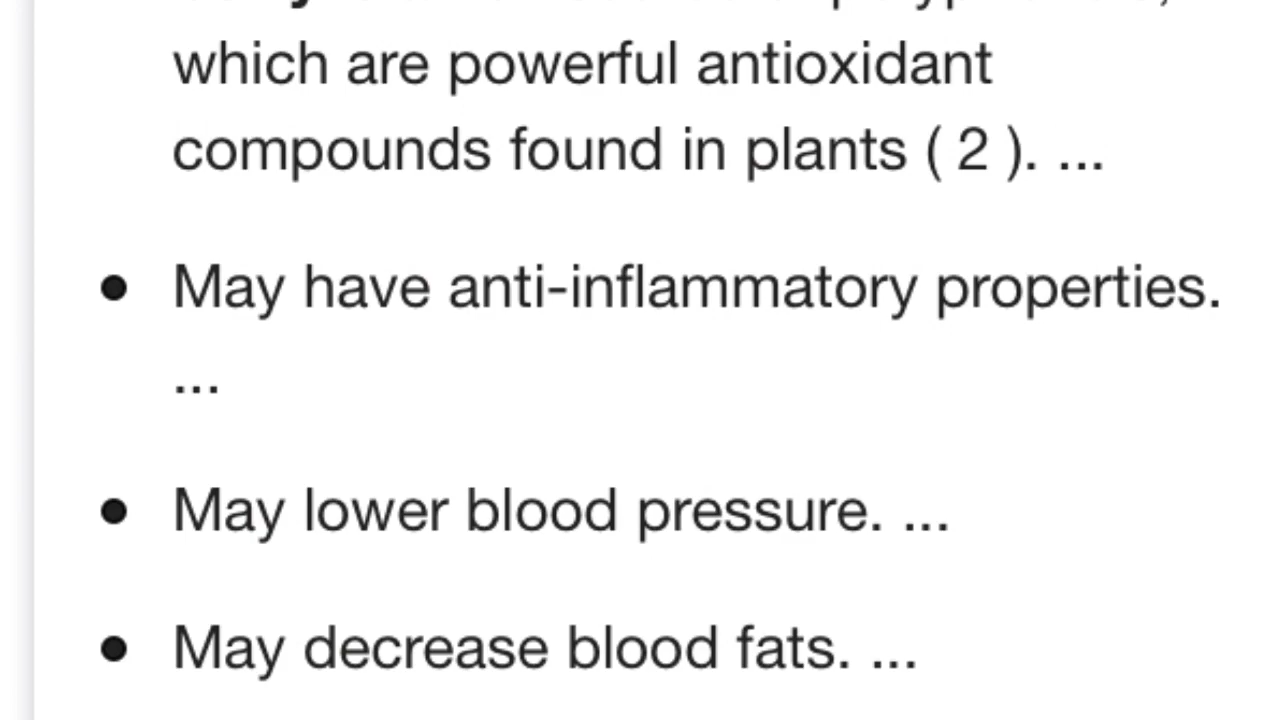 which are powerful antioxidant
compounds found in plants ( 2 ). ...
● May have anti-inflammatory properties.
...
● May lower blood pressure. ...
● May decrease blood fats. ...